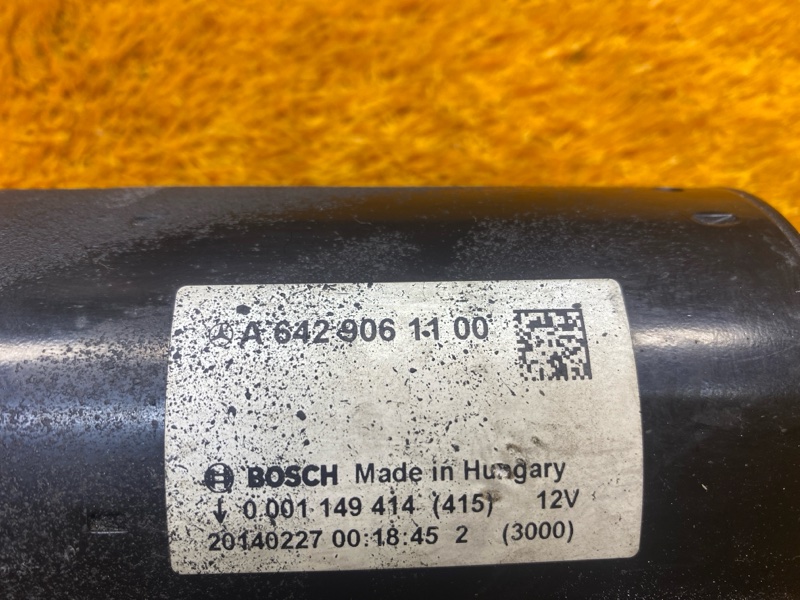 A 642 906 11 00
BOSCH Made in Hungary
0.001 149 414 (415) 12V
20140227 00:18:45 2 (3000)